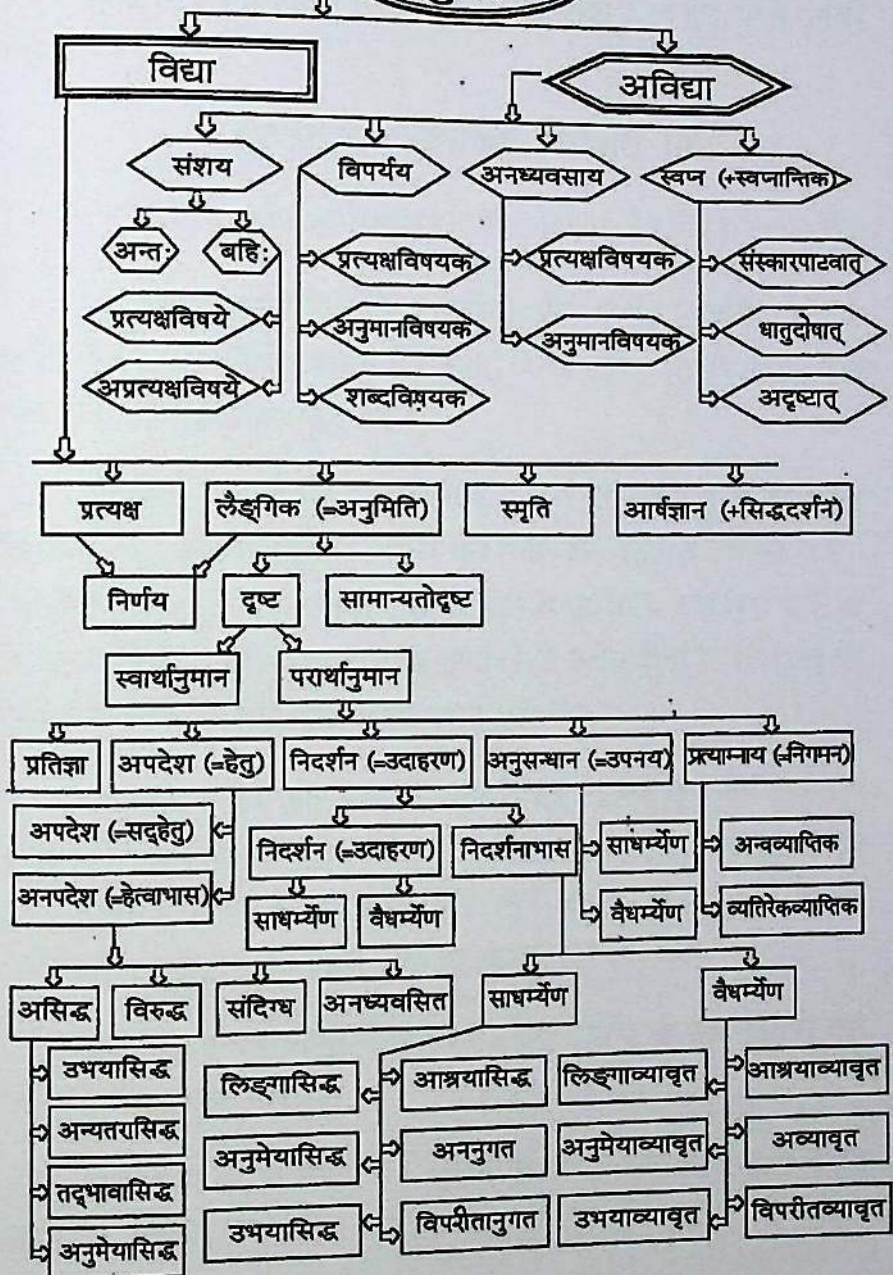 विद्या
अविद्या
संशय
विपर्यय
अनध्यवसाय
स्वप्न (+स्वप्नान्तिक)
अन्तः
बहिः
प्रत्यक्षविषयक
प्रत्यक्षविषयक
संस्कारपाटवात्
प्रत्यक्षविषये
अनुमानविषयक
अनुमानविषयक
धातुदोषात्
अप्रत्यक्षविषये
शब्दविषयक
अदृष्टात्
प्रत्यक्ष
लैङ्गिक (=अनुमिति)
स्मृति
आर्षज्ञान (+सिद्धदर्शन)
निर्णय
दृष्ट
सामान्यतोदृष्ट
स्वार्थानुमान
परार्थानुमान
प्रतिज्ञा
अपदेश (=हेतु)
निदर्शन (=उदाहरण)
अनुसन्धान (=उपनय)
प्रत्याम्नाय (=निगमन)
अपदेश (=सद्हेतु)
निदर्शन (=उदाहरण)
निदर्शनाभास
साधर्म्येण
अन्वव्याप्तिक
अनपदेश (=हेत्वाभास)
साधर्म्येण
वैधर्म्येण
वैधर्म्येण
व्यतिरेकव्याप्तिक
असिद्ध
विरुद्ध
संदिग्ध
अनध्यवसित
साधर्म्येण
वैधर्म्येण
उभयासिद्ध
लिङ्गासिद्ध
आश्रयासिद्ध
लिङ्गाव्यावृत
आश्रयाव्यावृत
अन्यतरासिद्ध
अनुमेयासिद्ध
अननुगत
अनुमेयाव्यावृत
अव्यावृत
तद्भावासिद्ध
उभयासिद्ध
विपरीतानुगत
उभयाव्यावृत
विपरीतव्यावृत
अनुमेयासिद्ध